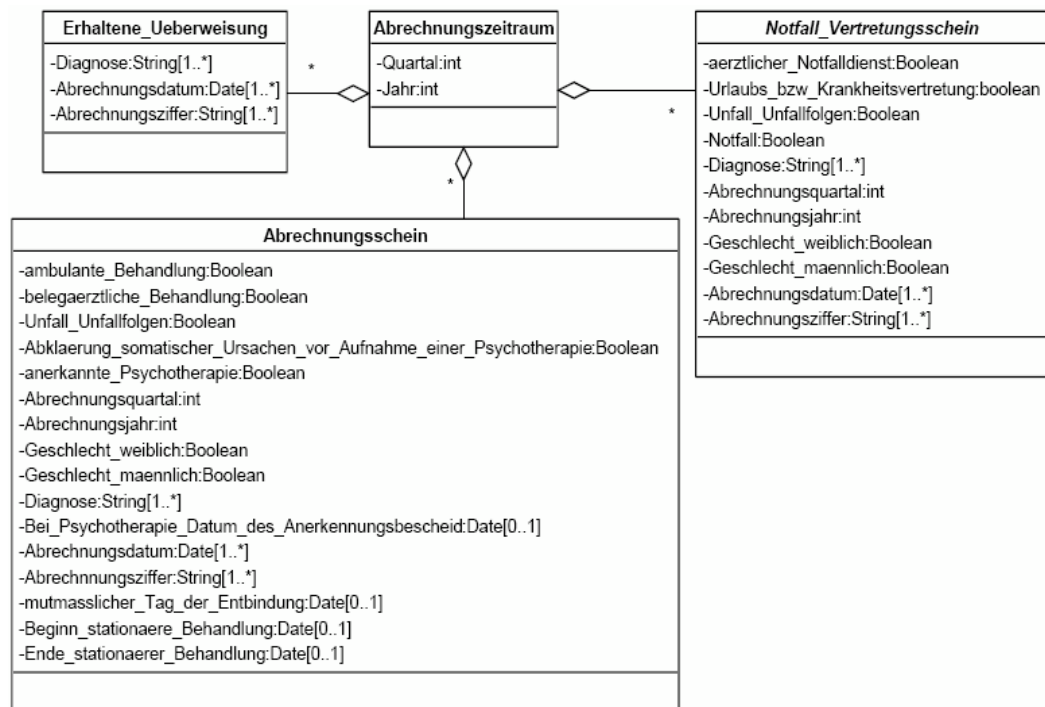 Erhaltene_Ueberweisung
-Diagnose:String[1..*]
-Abrechnungsdatum:Date[1..*]
-Abrechnungsziffer:String[1..*]
*
Abrechnungszeitraum
-Quartal:int
-Jahr:int
*
*
Notfall_Vertretungsschein
-aerztlicher_Notfalldienst:Boolean
-Urlaubs_bzw_Krankheitsvertretung:boolean
-Unfall_Unfallfolgen:Boolean
-Notfall:Boolean
-Diagnose:String[1..*]
-Abrechnungsquartal:int
-Abrechnungsjahr:int
-Geschlecht_weiblich:Boolean
-Geschlecht_maennlich:Boolean
-Abrechnungsdatum:Date[1..*]
-Abrechnungsziffer:String[1..*]
Abrechnungsschein
-ambulante_Behandlung:Boolean
-belegaerztliche_Behandlung:Boolean
-Unfall_Unfallfolgen:Boolean
-Abklaerung_somatischer_Ursachen_vor_Aufnahme_einer_Psychotherapie:Boolean
-anerkannte_Psychotherapie:Boolean
-Abrechnungsquartal:int
-Abrechnungsjahr:int
-Geschlecht_weiblich:Boolean
-Geschlecht_maennlich:Boolean
-Diagnose:String[1..*]
-Bei_Psychotherapie_Datum_des_Anerkennungsbescheid:Date[0..1]
-Abrechnungsdatum:Date[1..*]
-Abrechnnungsziffer:String[1..*]
-mutmasslicher_Tag_der_Entbindung:Date[0..1]
-Beginn_stationaere_Behandlung:Date[0..1]
-Ende_stationaerer_Behandlung:Date[0..1]